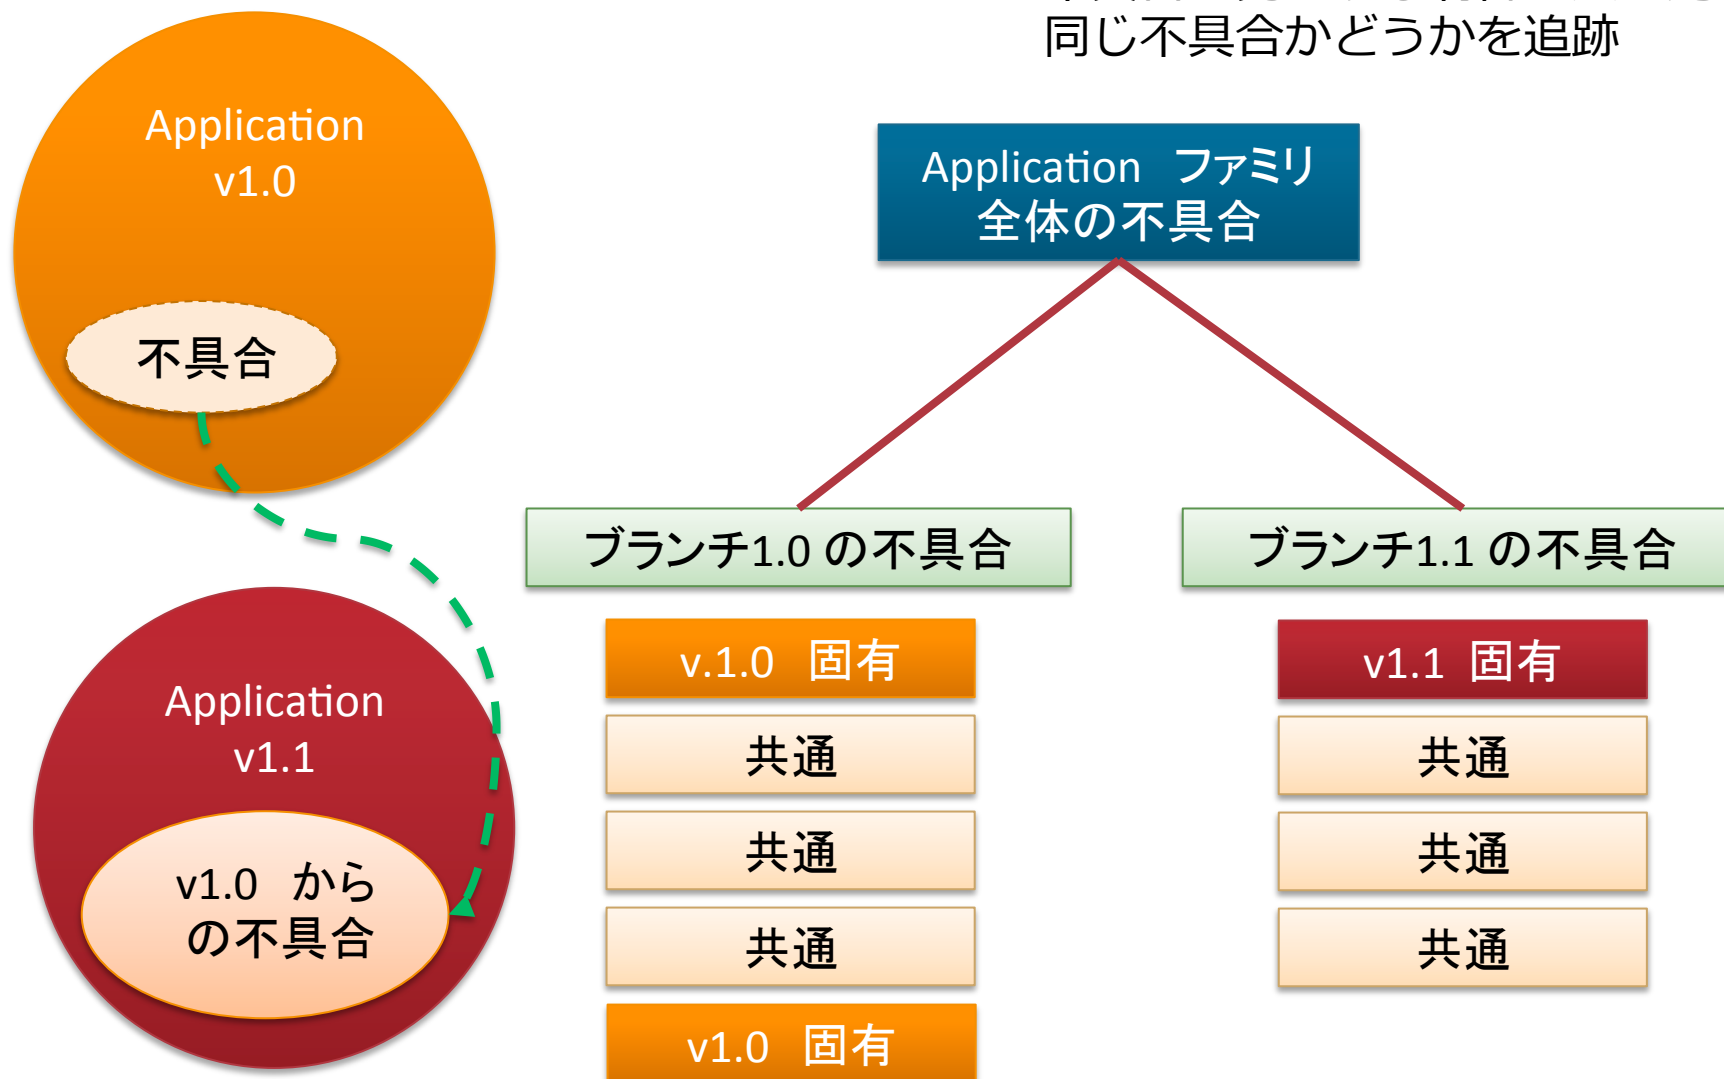 同じ不具合かどうかを追跡
Application
v1.0
不具合
Application
v1.1
v1.0 から
の不具合
Application ファミリ
全体の不具合
ブランチ1.0 の不具合
v.1.0 固有
共通
共通
共通
v1.0 固有
ブランチ1.1 の不具合
v1.1 固有
共通
共通
共通